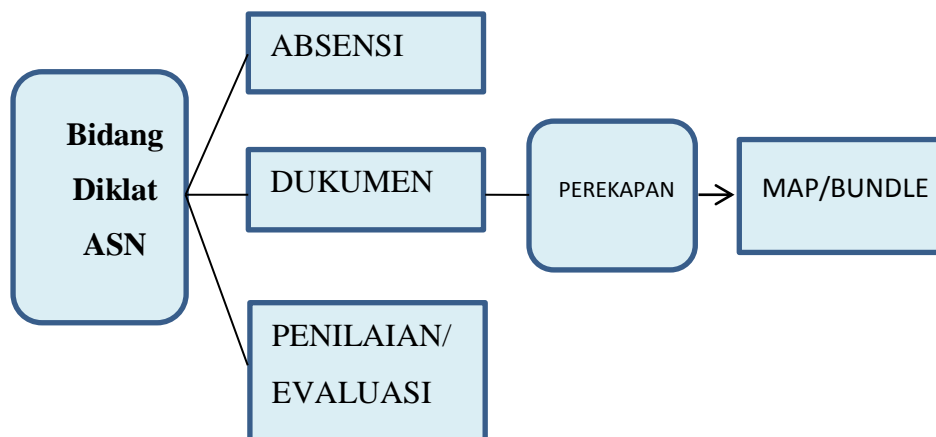 Bidang
Diklat
ASN
ABSENSI
DUKUMEN
PENILAIAN/
EVALUASI
PEREKAPAN
MAP/BUNDLE